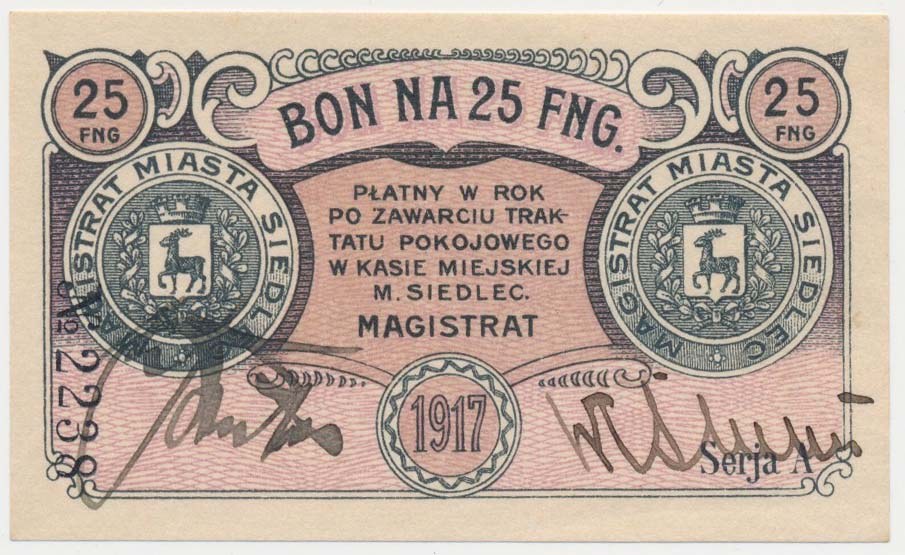 25
FNG
BON NA 25 FNG.
25
FNG
MAGISTRAT MIASTA SIEDLEC
MAGISTRAT MIASTA SIEDLEC
PŁATNY W ROK
PO ZAWARCIU TRAK-
TATU POKOJOWEGO
W KASIE MIEJSKIEJ
M. SIEDLEC.
MAGISTRAT
№ 2238
1917
Serja A